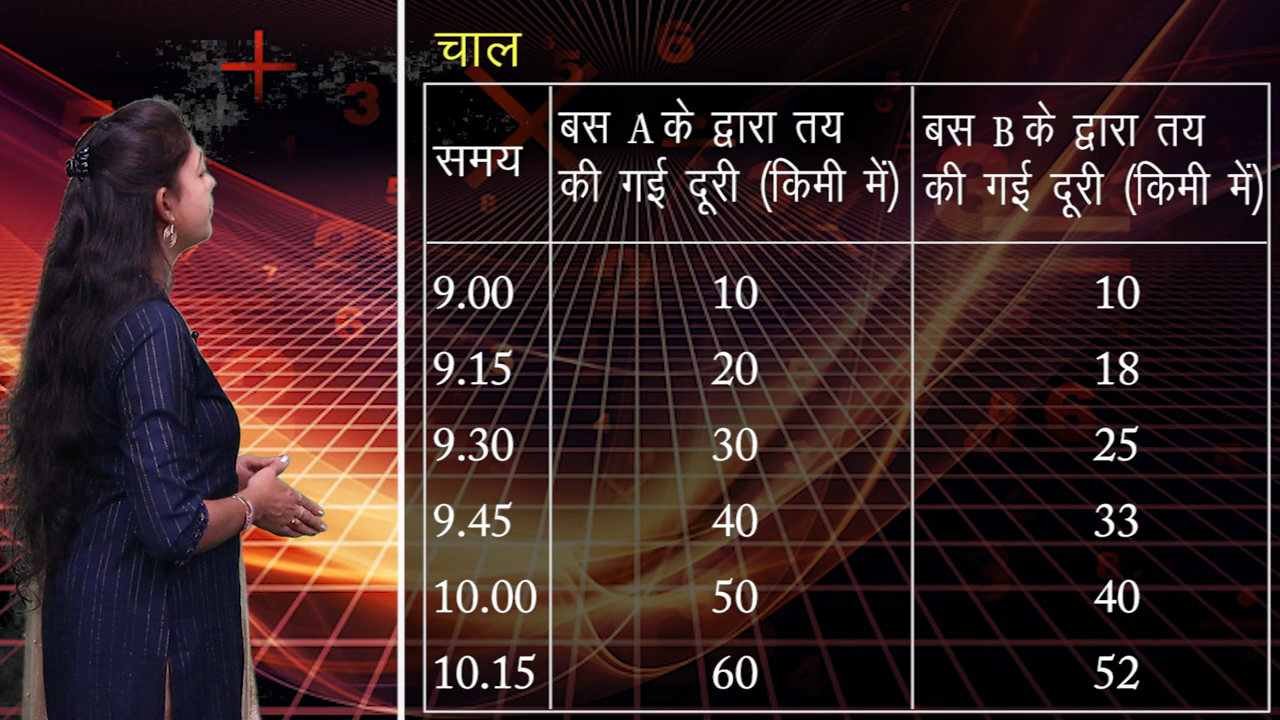 चाल
समय
बस A के द्वारा तय
की गई दूरी (किमी में)
बस B के द्वारा तय
की गई दूरी (किमी में)
9.00 10 10
9.15 20 18
9.30 30 25
9.45 40 33
10.00 50 40
10.15 60 52